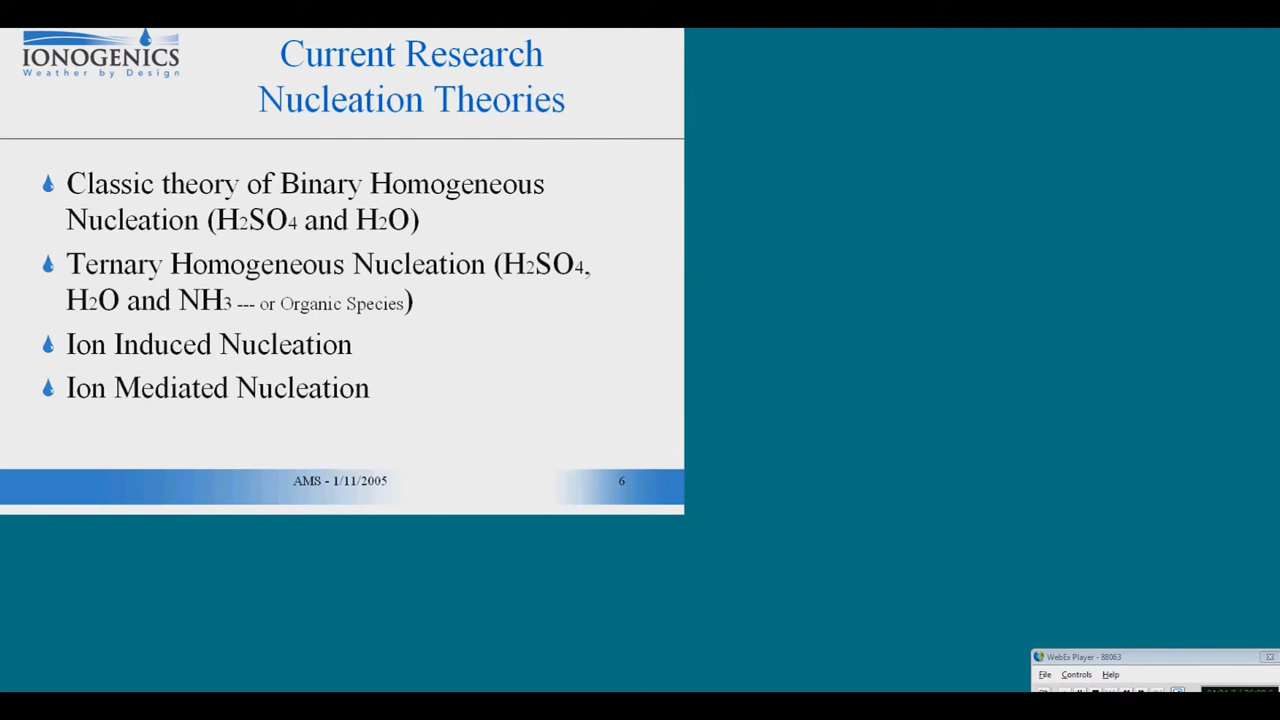 IONOGENICS
Weather by Design
Current Research
Nucleation Theories
Classic theory of Binary Homogeneous
Nucleation (H2SO4 and H2O)
Ternary Homogeneous Nucleation (H2SO4,
H2O and NH3 --- or Organic Species)
Ion Induced Nucleation
Ion Mediated Nucleation
AMS - 1/11/2005
6
WebEx Player - 88063
File Controls Help